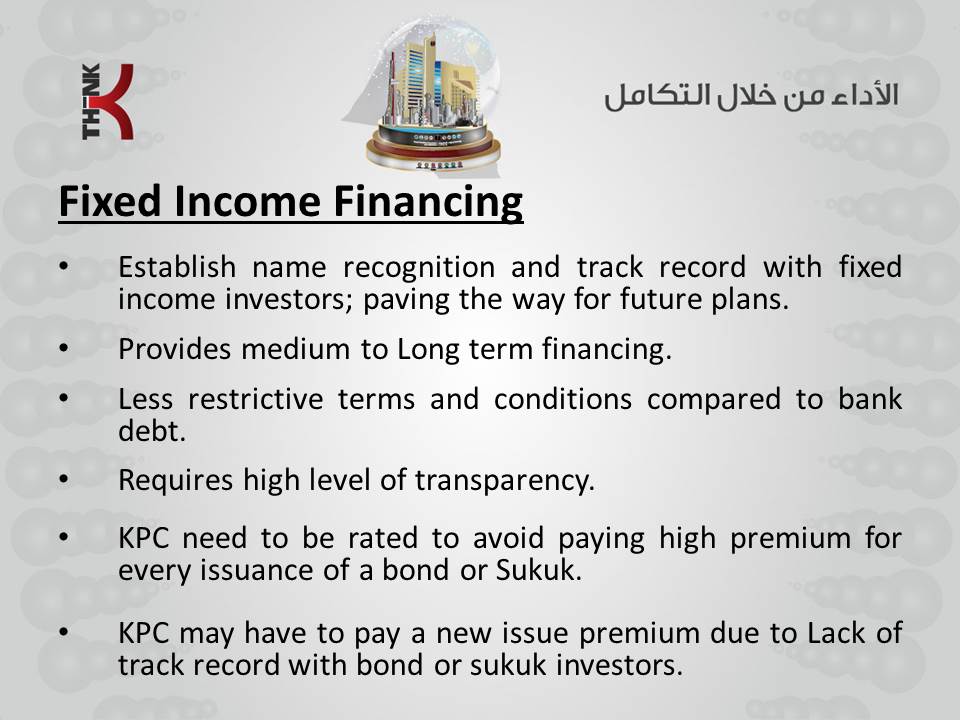 THINK
الأداء من خلال التكامل
Fixed Income Financing
• Establish name recognition and track record with fixed
income investors; paving the way for future plans.
• Provides medium to Long term financing.
• Less restrictive terms and conditions compared to bank
debt.
• Requires high level of transparency.
• KPC need to be rated to avoid paying high premium for
every issuance of a bond or Sukuk.
• KPC may have to pay a new issue premium due to Lack of
track record with bond or sukuk investors.